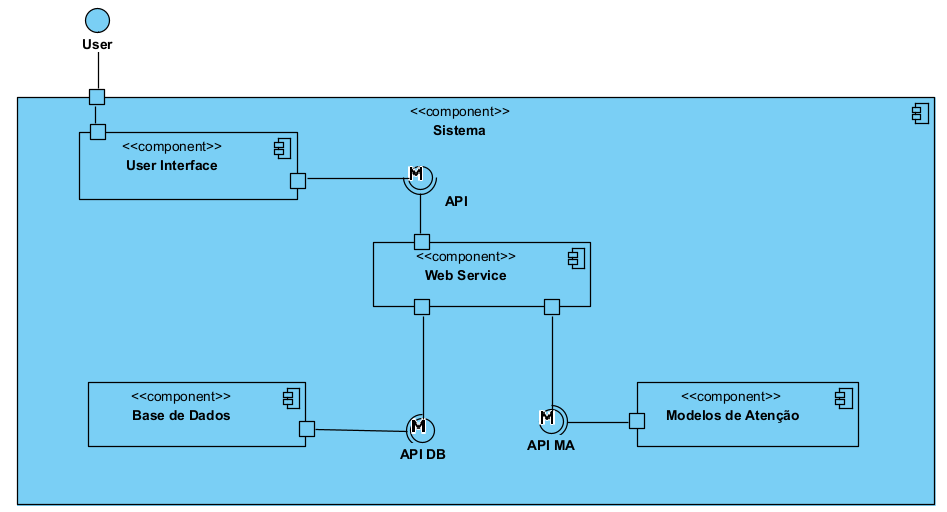 User
<<component>>
Sistema
<<component>>
User Interface
M
API
<<component>>
Web Service
<<component>>
Base de Dados
M
API DB
M
API MA
<<component>>
Modelos de Atenção